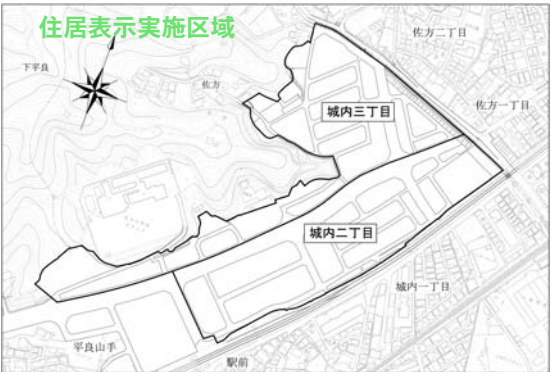 住居表示実施区域
佐方二丁目
下平良
佐方
佐方一丁目
城内三丁目
城内二丁目
城内一丁目
平良山手
駅前